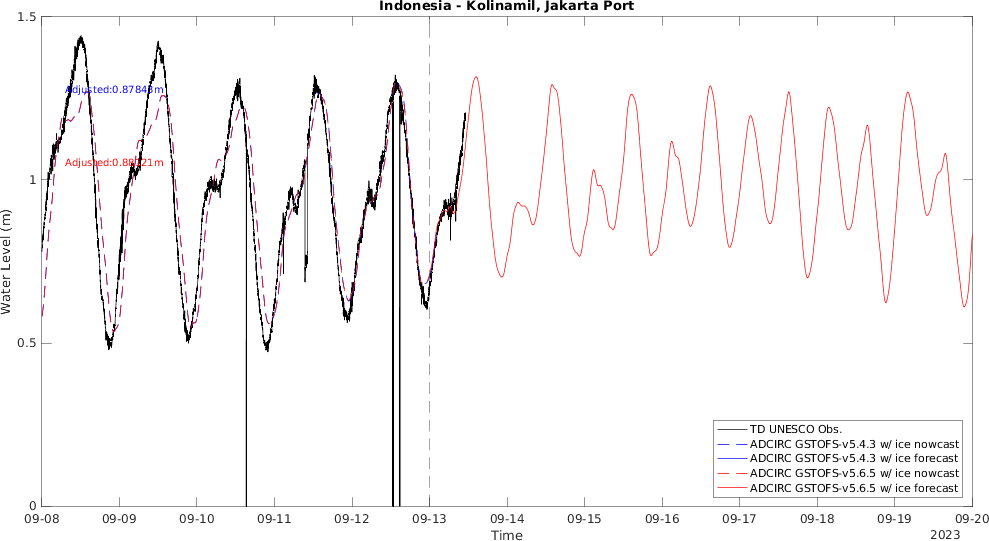 Indonesia - Kolinamil, Jakarta Port
1.5
Adjusted:0.87843m
1
Adjusted:0.88721m
Water Level (m)
0.5
TD UNESCO Obs.
ADCIRC GSTOFS-v5.4.3 w/ ice nowcast
ADCIRC GSTOFS-v5.4.3 w/ ice forecast
ADCIRC GSTOFS-v5.6.5 w/ ice nowcast
ADCIRC GSTOFS-v5.6.5 w/ ice forecast
0
09-08 09-09 09-10 09-11 09-12 09-13 09-14 09-15 09-16 09-17 09-18 09-19 09-20
Time
2023